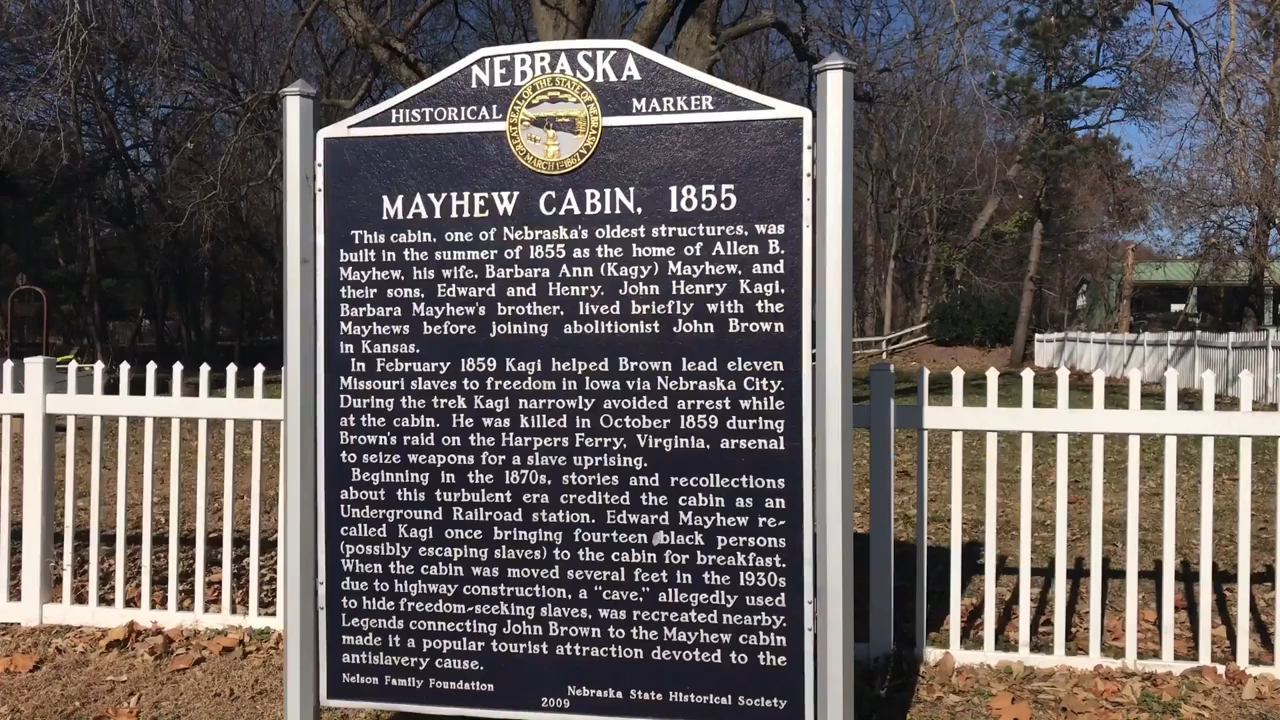 NEBRASKA
HISTORICAL MARKER
GREAT SEAL OF THE STATE OF NEBRASKA
MARCH 1ST 1867
MAYHEW CABIN, 1855
This cabin, one of Nebraska's oldest structures, was
built in the summer of 1855 as the home of Allen B.
Mayhew, his wife, Barbara Ann (Kagy) Mayhew, and
their sons, Edward and Henry. John Henry Kagi,
Barbara Mayhew's brother, lived briefly with the
Mayhews before joining abolitionist John Brown
in Kansas.
In February 1859 Kagi helped Brown lead eleven
Missouri slaves to freedom in Iowa via Nebraska City.
During the trek Kagi narrowly avoided arrest while
at the cabin. He was killed in October 1859 during
Brown's raid on the Harpers Ferry, Virginia, arsenal
to seize weapons for a slave uprising.
Beginning in the 1870s, stories and recollections
about this turbulent era credited the cabin as an
Underground Railroad station. Edward Mayhew re-
called Kagi once bringing fourteen black persons
(possibly escaping slaves) to the cabin for breakfast.
When the cabin was moved several feet in the 1930s
due to highway construction, a "cave," allegedly used
to hide freedom-seeking slaves, was recreated nearby.
Legends connecting John Brown to the Mayhew cabin
made it a popular tourist attraction devoted to the
antislavery cause.
Nelson Family Foundation
Nebraska State Historical Society
2009